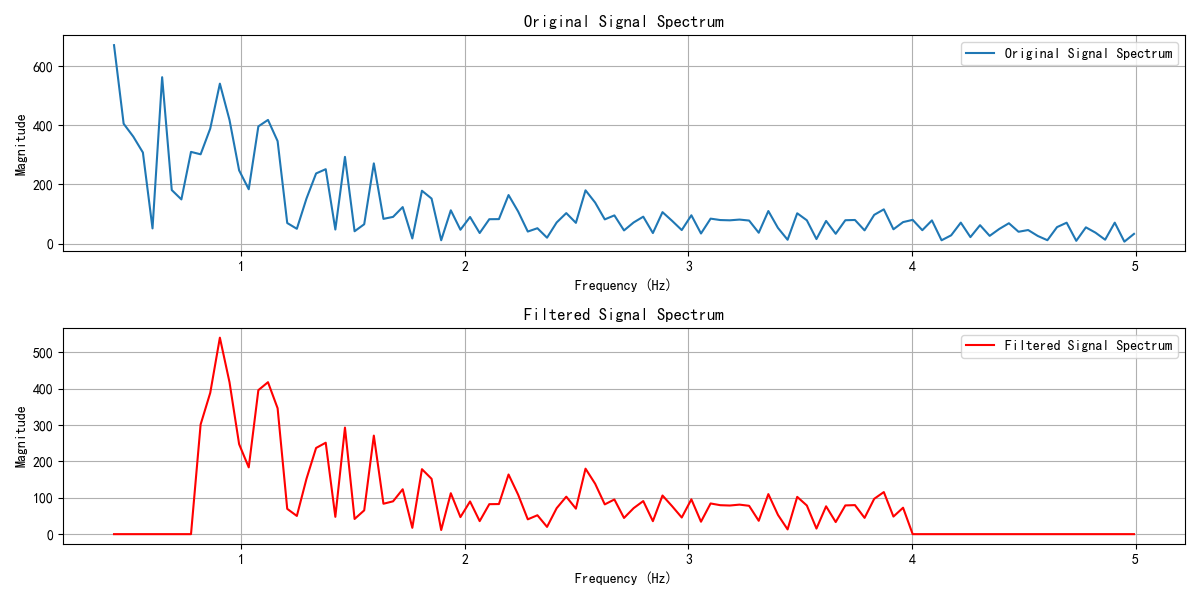 Original Signal Spectrum
Original Signal Spectrum
Magnitude
600
400
200
0
1 2 3 4 5
Frequency (Hz)
Filtered Signal Spectrum
Filtered Signal Spectrum
Magnitude
500
400
300
200
100
0
1 2 3 4 5
Frequency (Hz)